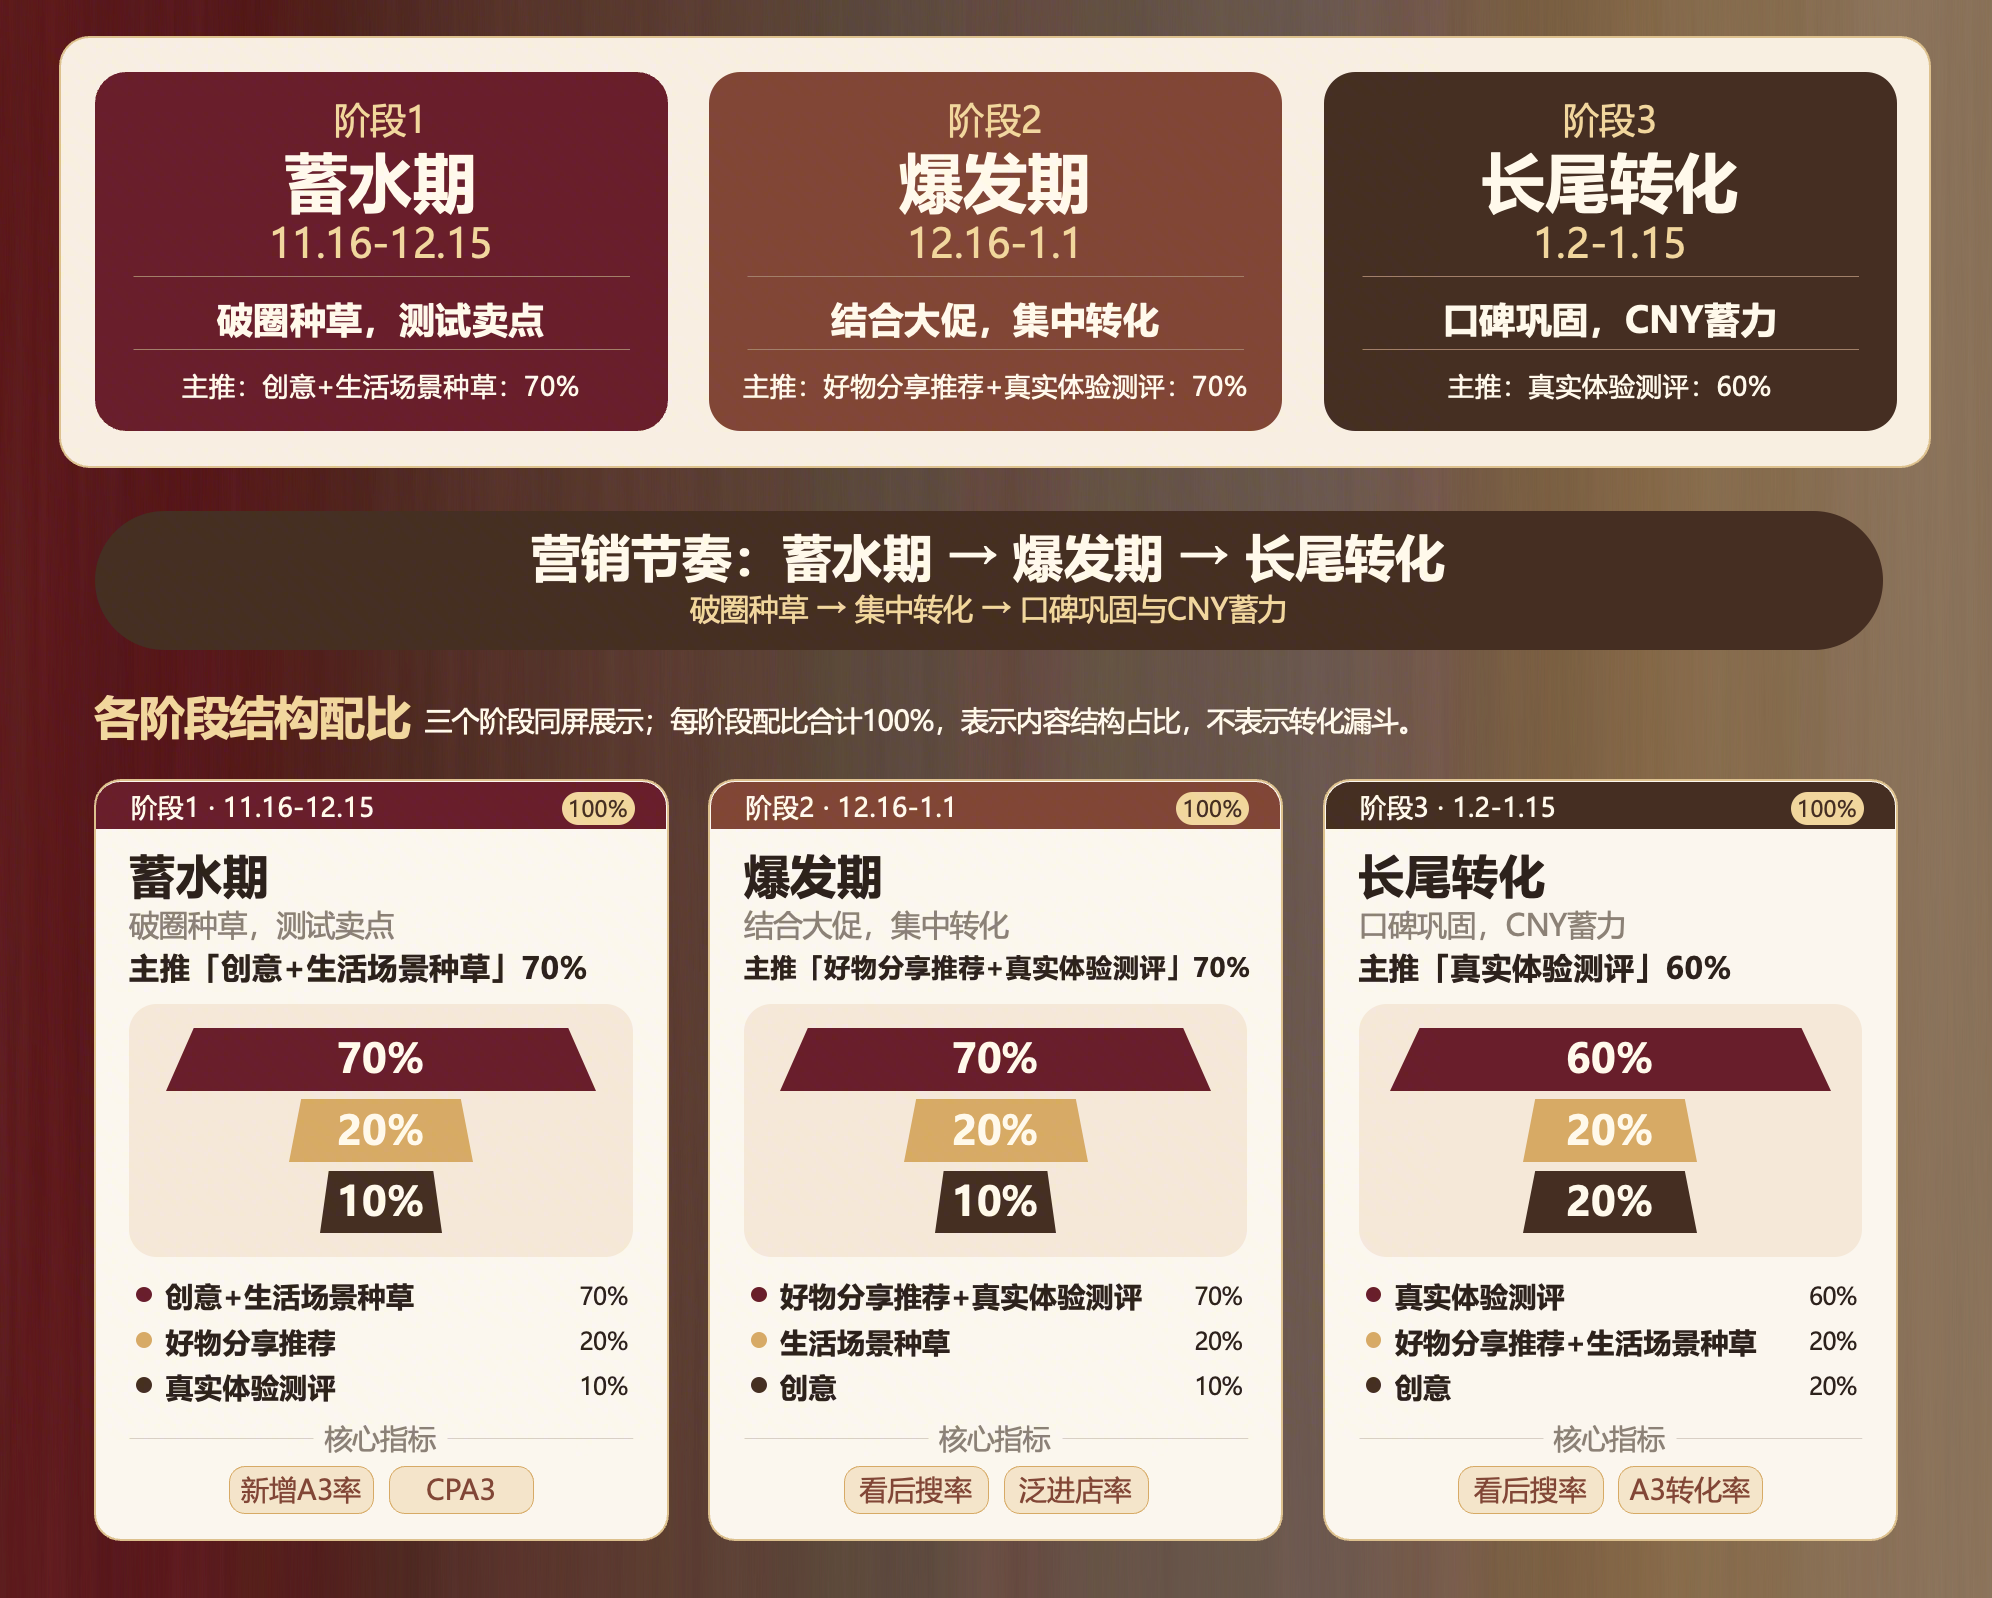 阶段1
蓄水期
11.16-12.15
破圈种草，测试卖点
主推：创意+生活场景种草：70%
阶段2
爆发期
12.16-1.1
结合大促，集中转化
主推：好物分享推荐+真实体验测评：70%
阶段3
长尾转化
1.2-1.15
口碑巩固，CNY蓄力
主推：真实体验测评：60%
营销节奏：蓄水期 → 爆发期 → 长尾转化
破圈种草 → 集中转化 → 口碑巩固与CNY蓄力
各阶段结构配比 三个阶段同屏展示；每阶段配比合计100%，表示内容结构占比，不表示转化漏斗。
阶段1 · 11.16-12.15 100%
蓄水期
破圈种草，测试卖点
主推「创意+生活场景种草」70%
70%
20%
10%
创意+生活场景种草 70%
好物分享推荐 20%
真实体验测评 10%
核心指标
新增A3率 CPA3
阶段2 · 12.16-1.1 100%
爆发期
结合大促，集中转化
主推「好物分享推荐+真实体验测评」70%
70%
20%
10%
好物分享推荐+真实体验测评 70%
生活场景种草 20%
创意 10%
核心指标
看后搜率 泛进店率
阶段3 · 1.2-1.15 100%
长尾转化
口碑巩固，CNY蓄力
主推「真实体验测评」60%
60%
20%
20%
真实体验测评 60%
好物分享推荐+生活场景种草 20%
创意 20%
核心指标
看后搜率 A3转化率